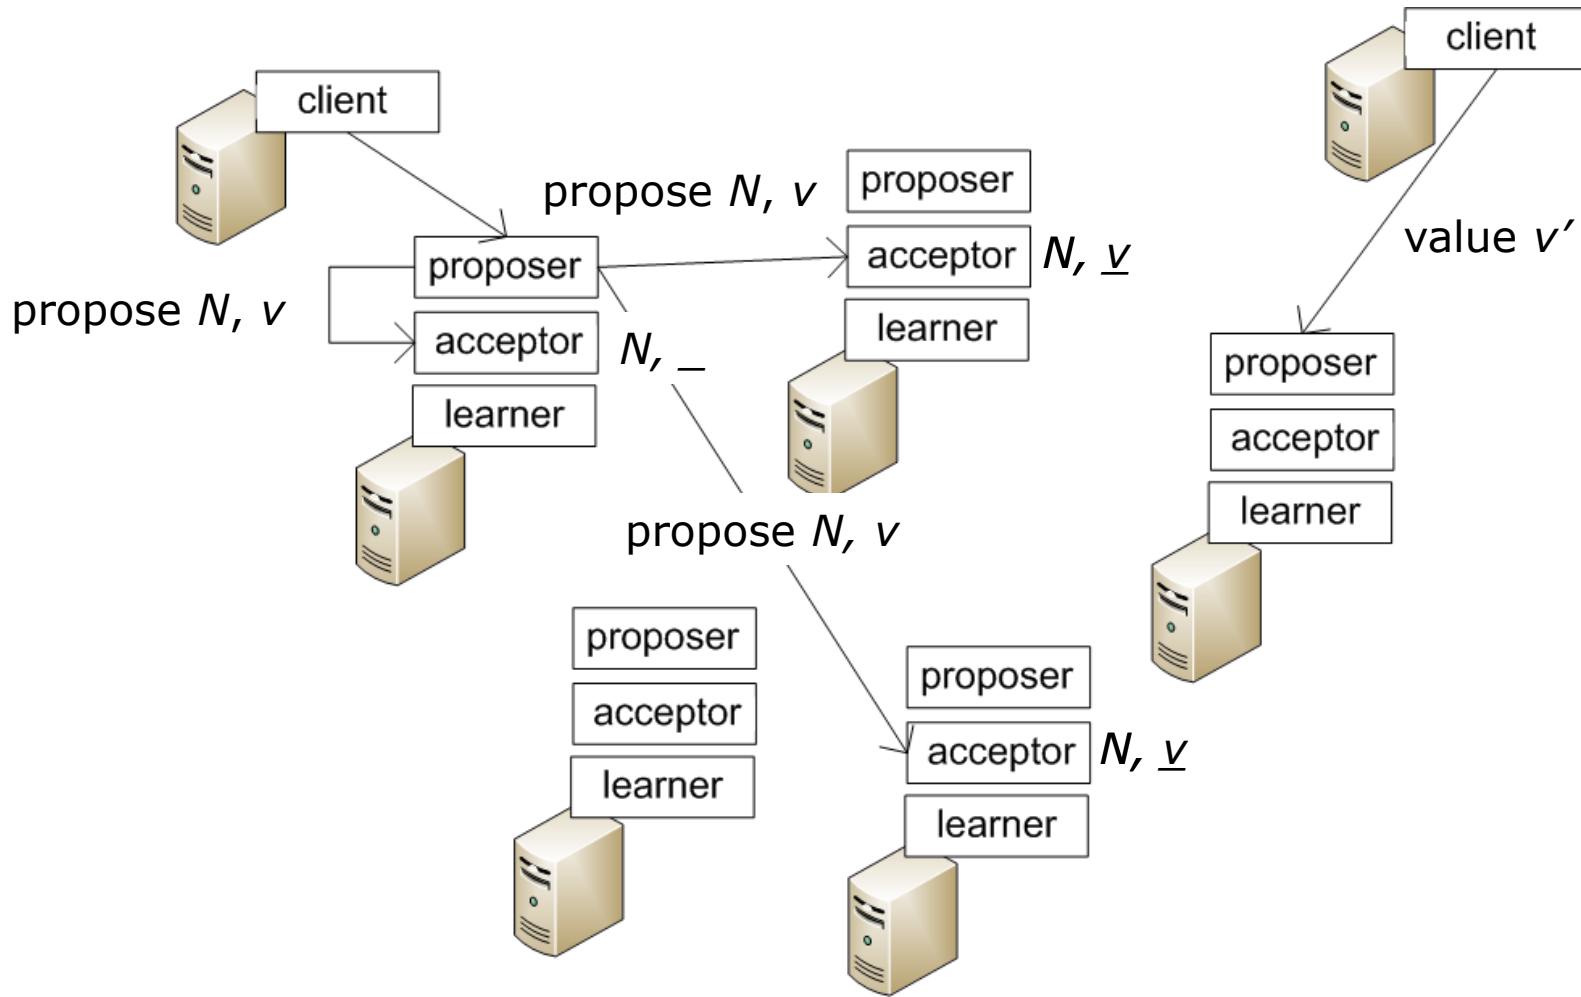 client
client
propose N, v
proposer
value v′
proposer
acceptor N, v
propose N, v
acceptor N, _
learner
learner
proposer
acceptor
learner
propose N, v
proposer
acceptor
learner
proposer
acceptor N, v
learner